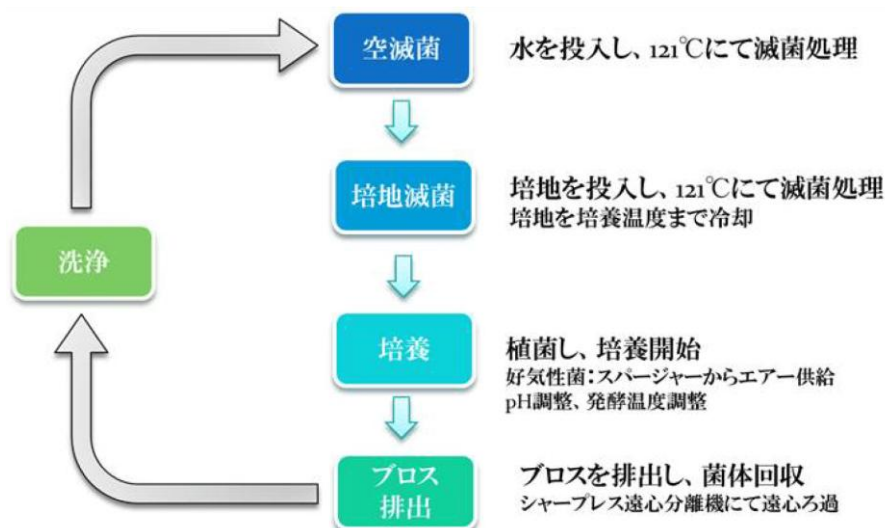 空滅菌
水を投入し、121℃にて滅菌処理
培地滅菌
培地を投入し、121℃にて滅菌処理
培地を培養温度まで冷却
洗浄
培養
植菌し、培養開始
好気性菌：スパージャーからエアー供給
pH調整、発酵温度調整
ブロス
排出
ブロスを排出し、菌体回収
シャープレス遠心分離機にて遠心ろ過